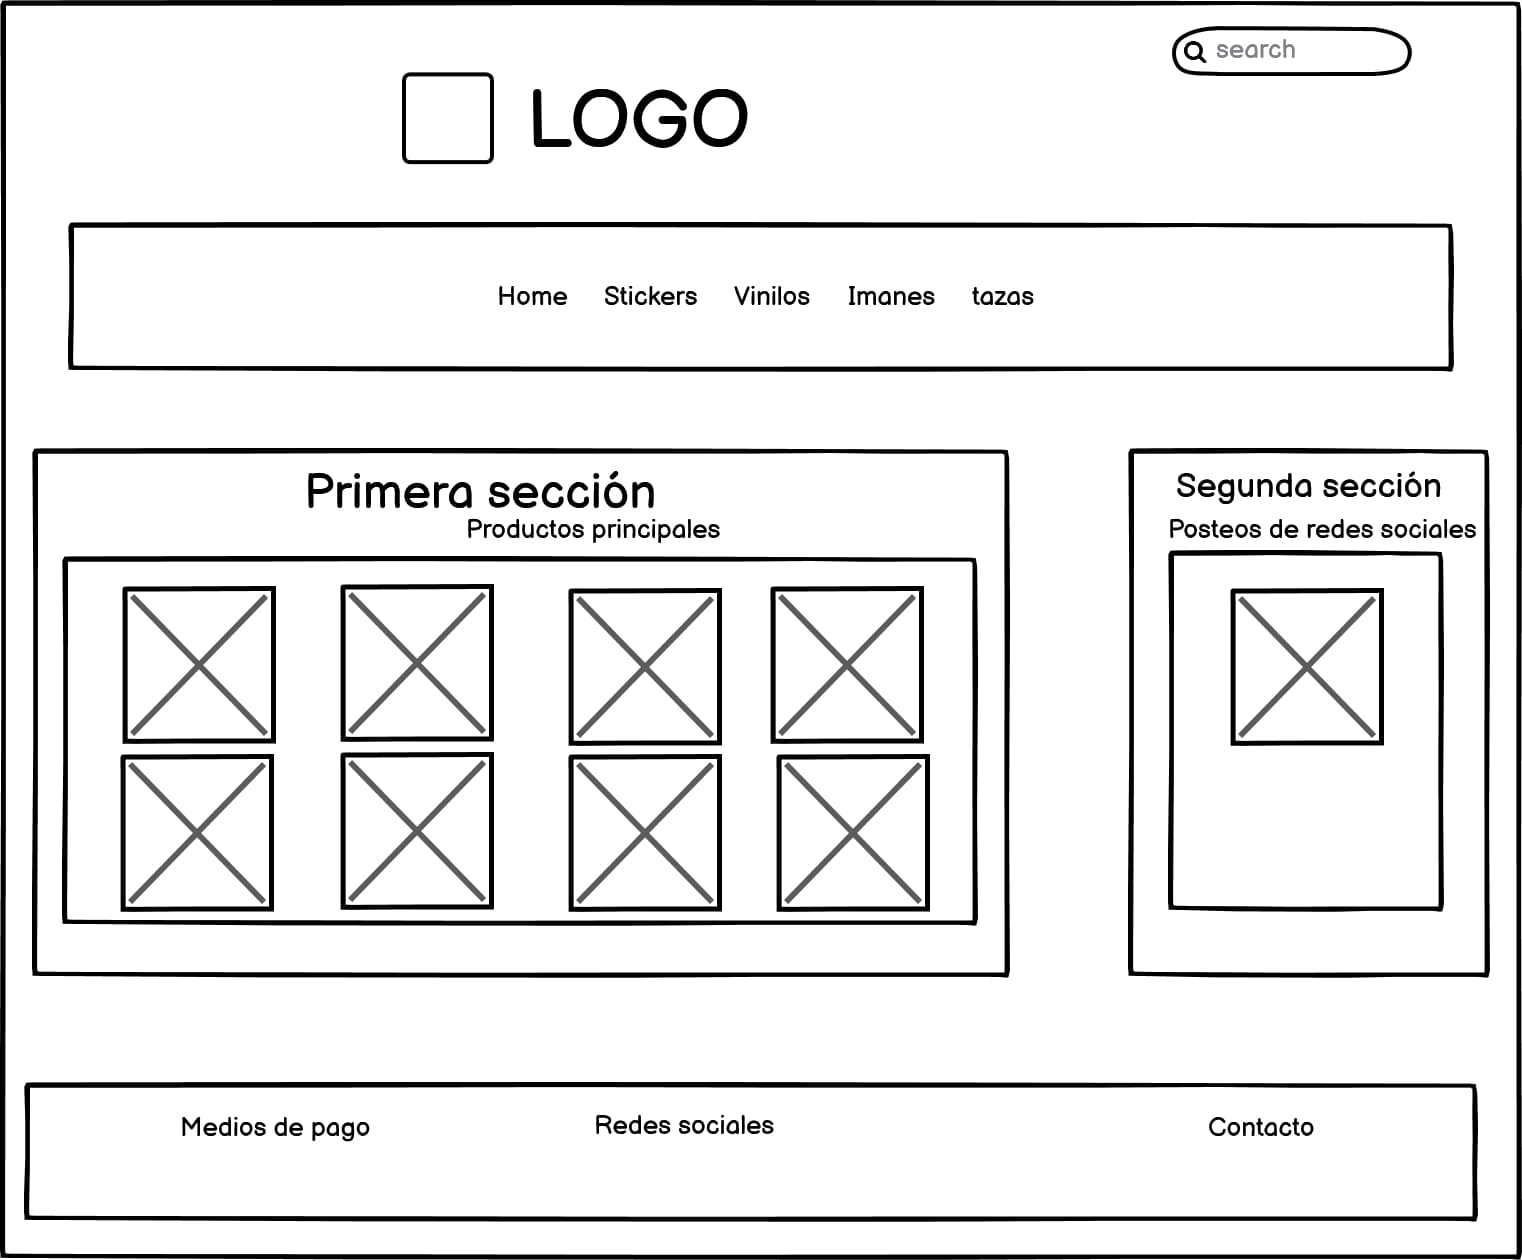 search
LOGO
Home Stickers Vinilos Imanes tazas
Primera sección
Productos principales
Segunda sección
Posteos de redes sociales
Medios de pago Redes sociales Contacto